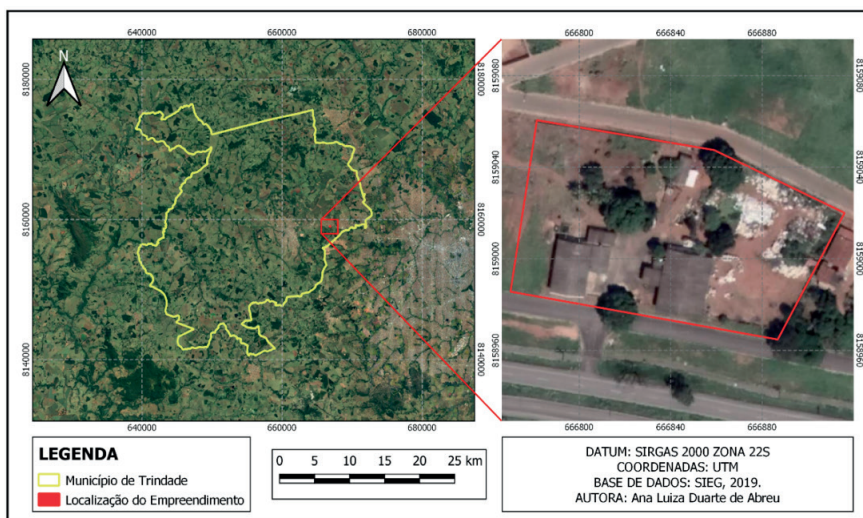 640000 660000 680000
666800 666840 666880
N
8180000
8160000
8140000
8180000
8160000
8140000
640000 660000 680000
8159080
8159040
8159000
8158960
8159080
8159040
8159000
8158960
666800 666840 666880
LEGENDA
Município de Trindade
Localização do Empreendimento
0 5 10 15 20 25 km
DATUM: SIRGAS 2000 ZONA 22S
COORDENADAS: UTM
BASE DE DADOS: SIEG, 2019.
AUTORA: Ana Luiza Duarte de Abreu